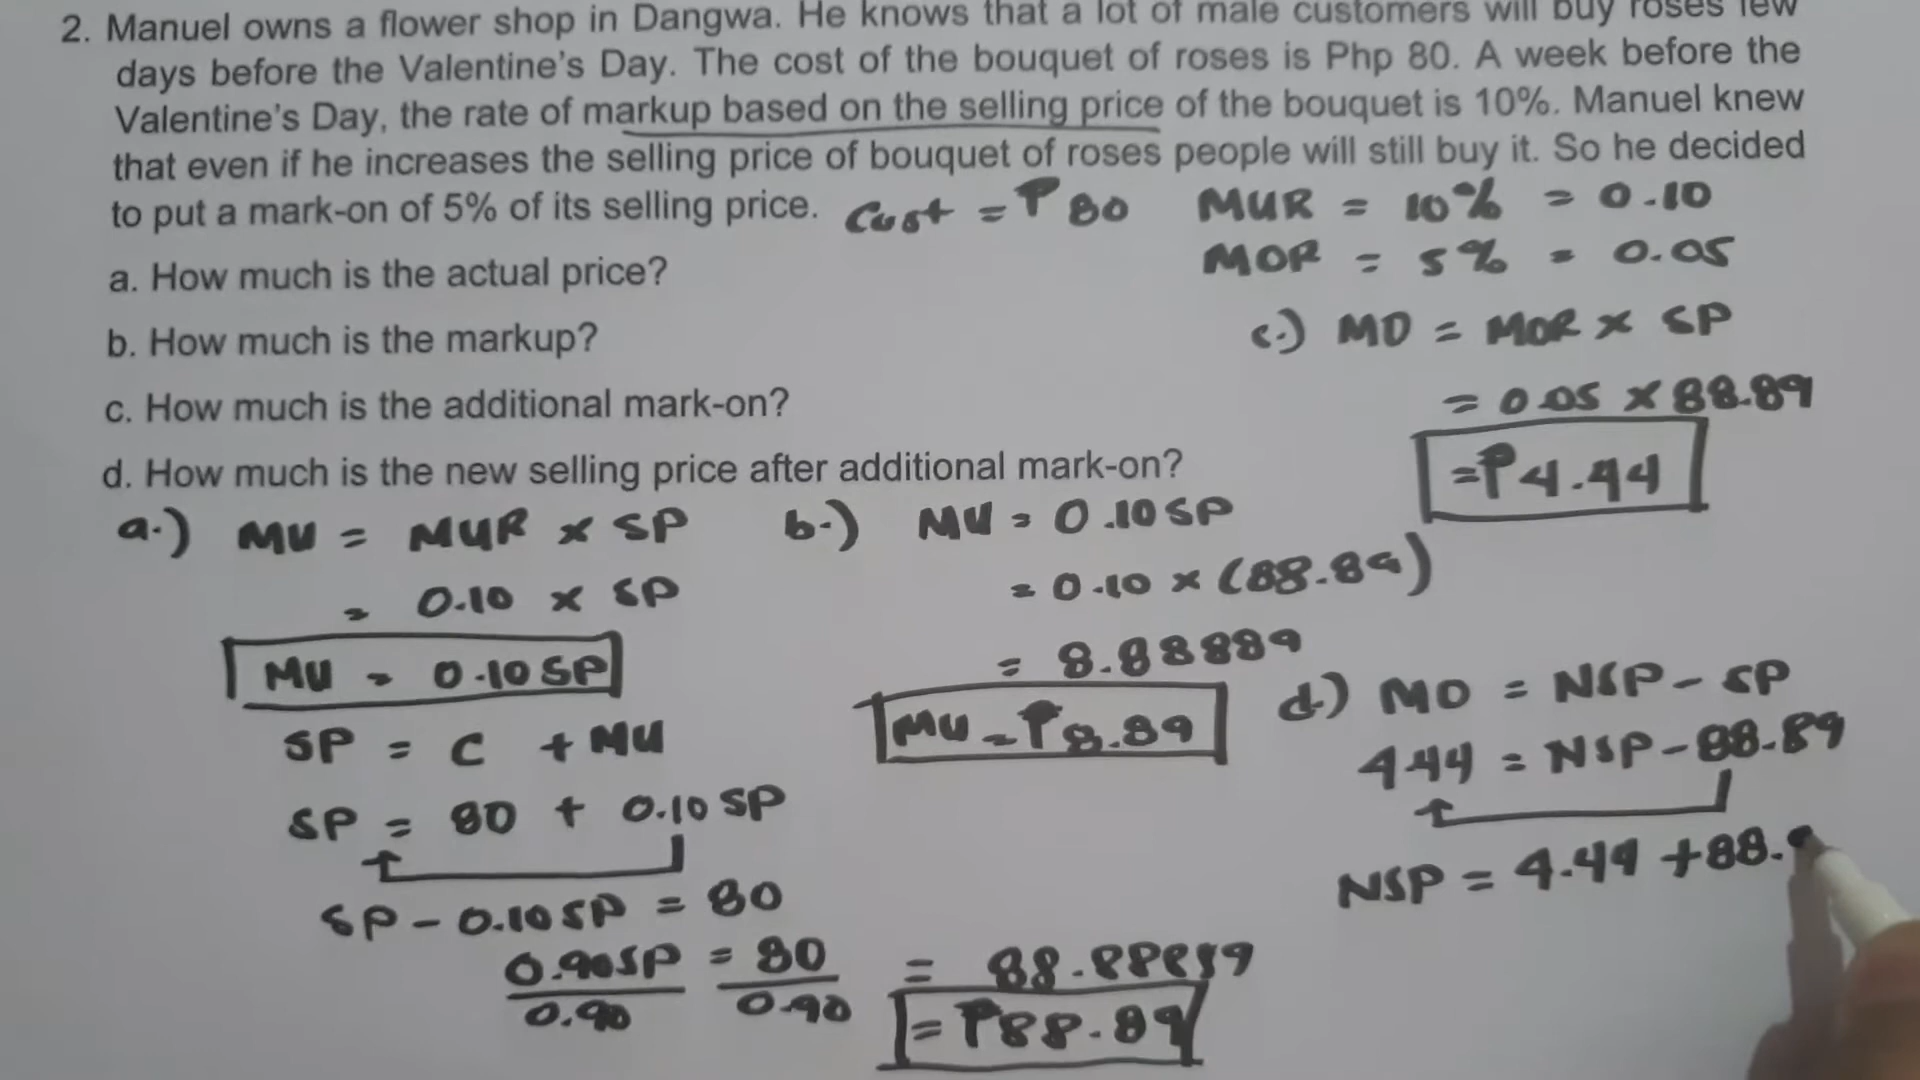 2. Manuel owns a flower shop in Dangwa. He knows that a lot of male customers will buy roses few
days before the Valentine's Day. The cost of the bouquet of roses is Php 80. A week before the
Valentine's Day, the rate of markup based on the selling price of the bouquet is 10%. Manuel knew
that even if he increases the selling price of bouquet of roses people will still buy it. So he decided
to put a mark-on of 5% of its selling price.
Cost = ₱80
MUR = 10% = 0.10
MOR = 5% = 0.05
a. How much is the actual price?
b. How much is the markup?
c. How much is the additional mark-on?
d. How much is the new selling price after additional mark-on?
a.) MU = MUR x SP
= 0.10 x SP
MU = 0.10 SP
SP = C + MU
SP = 80 + 0.10 SP
SP - 0.10 SP = 80
0.90SP = 80
0.90 0.90
= 88.88889
= ₱88.89
b.) MU = 0.10 SP
= 0.10 x (88.89)
= 8.88889
MU = ₱8.89
c.) MO = MOR x SP
= 0.05 x 88.89
= ₱4.44
d.) MO = NSP - SP
4.44 = NSP - 88.89
NSP = 4.44 + 88.